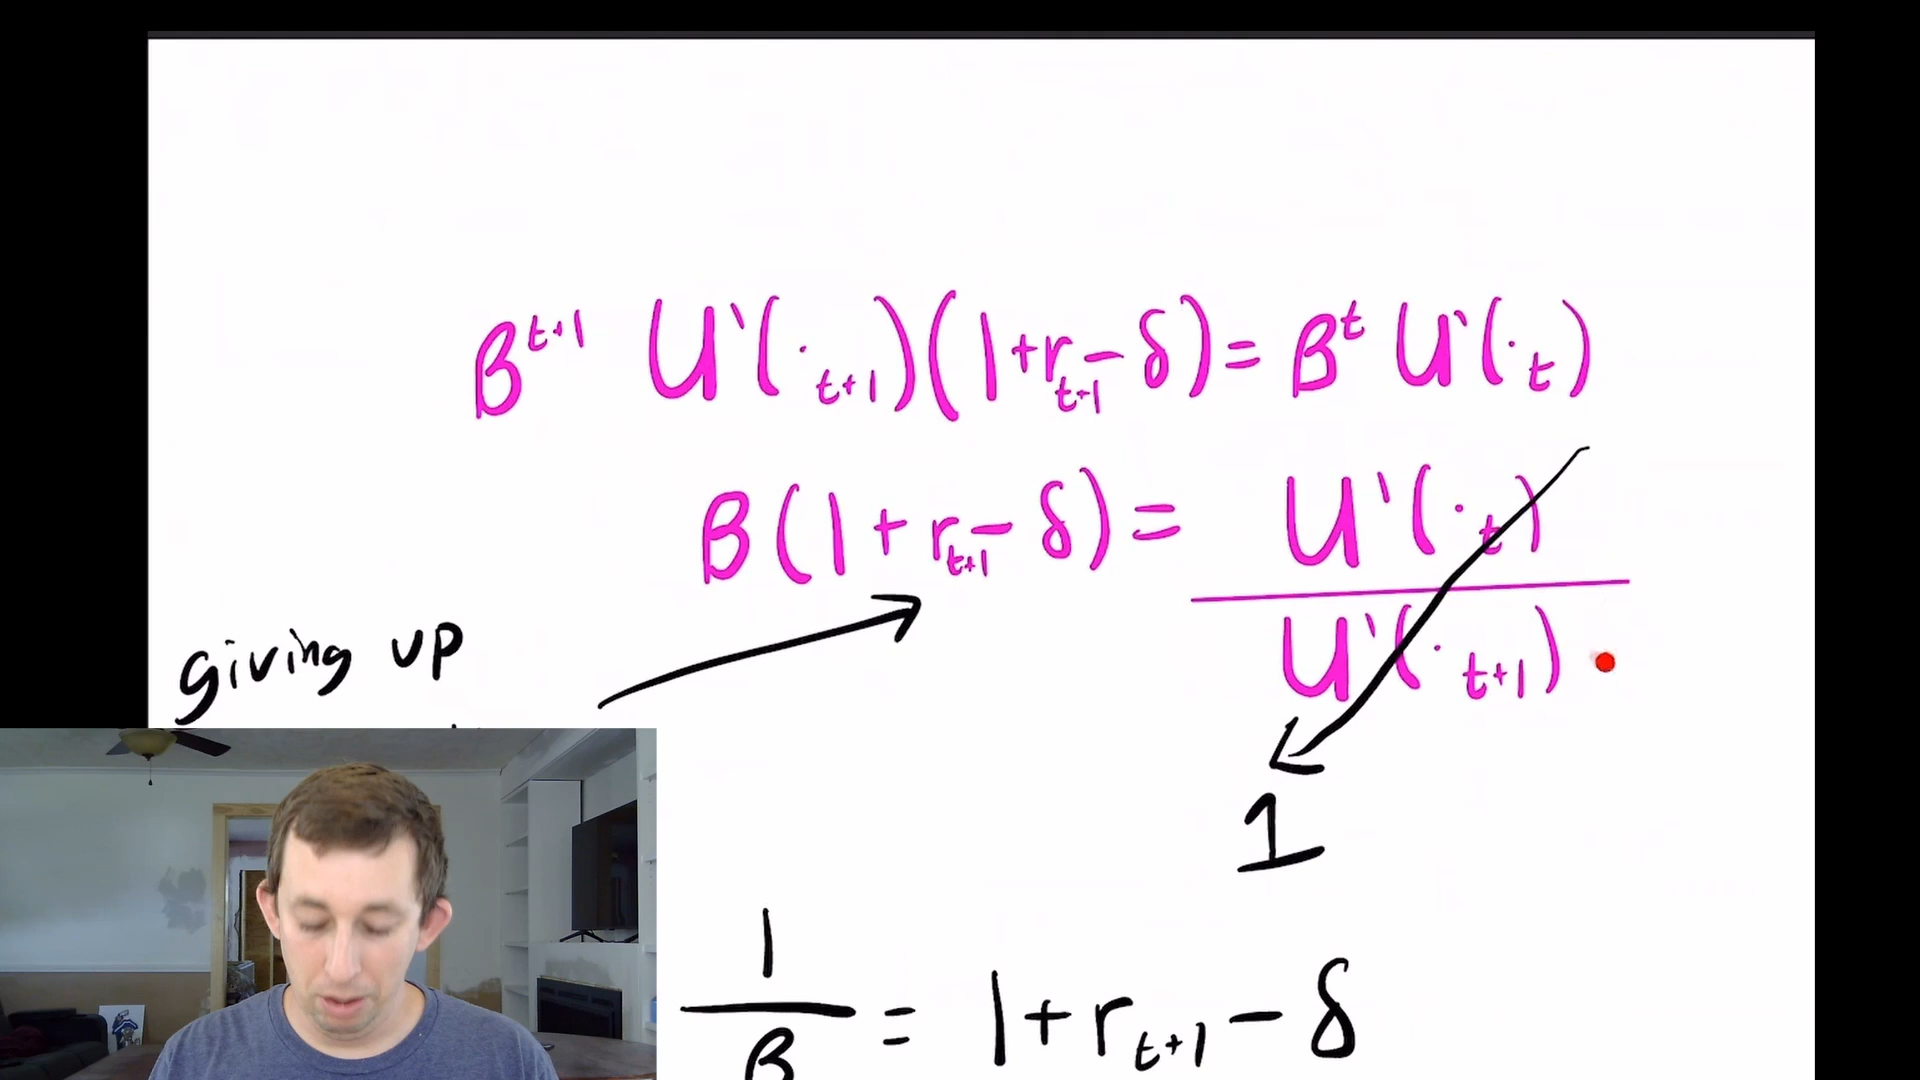 B^{t+1} U'(·_{t+1})(1+r_{t+1}-δ)=B^t U'(·_t)
B(1+r_{t+1}-δ)= U'(·_t)
U'(·_{t+1})
giving up
1
1
B = 1+r_{t+1}-δ